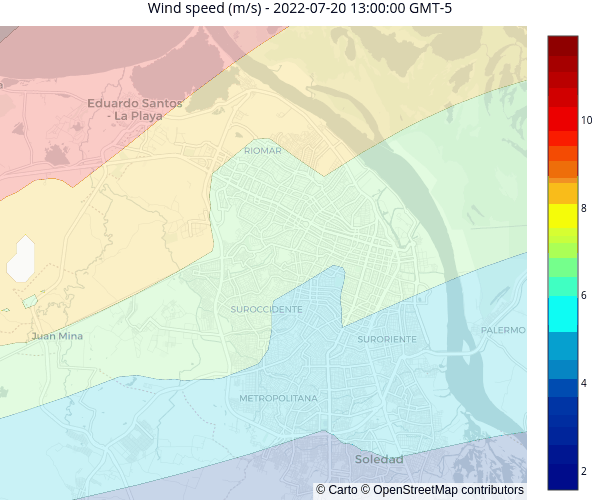 Wind speed (m/s) - 2022-07-20 13:00:00 GMT-5
Eduardo Santos
- La Playa
RIOMAR
10
8
6
4
2
SUROCCIDENTE
Juan Mina
SURORIENTE
PALERMO
METROPOLITANA
Soledad
© Carto © OpenStreetMap contributors